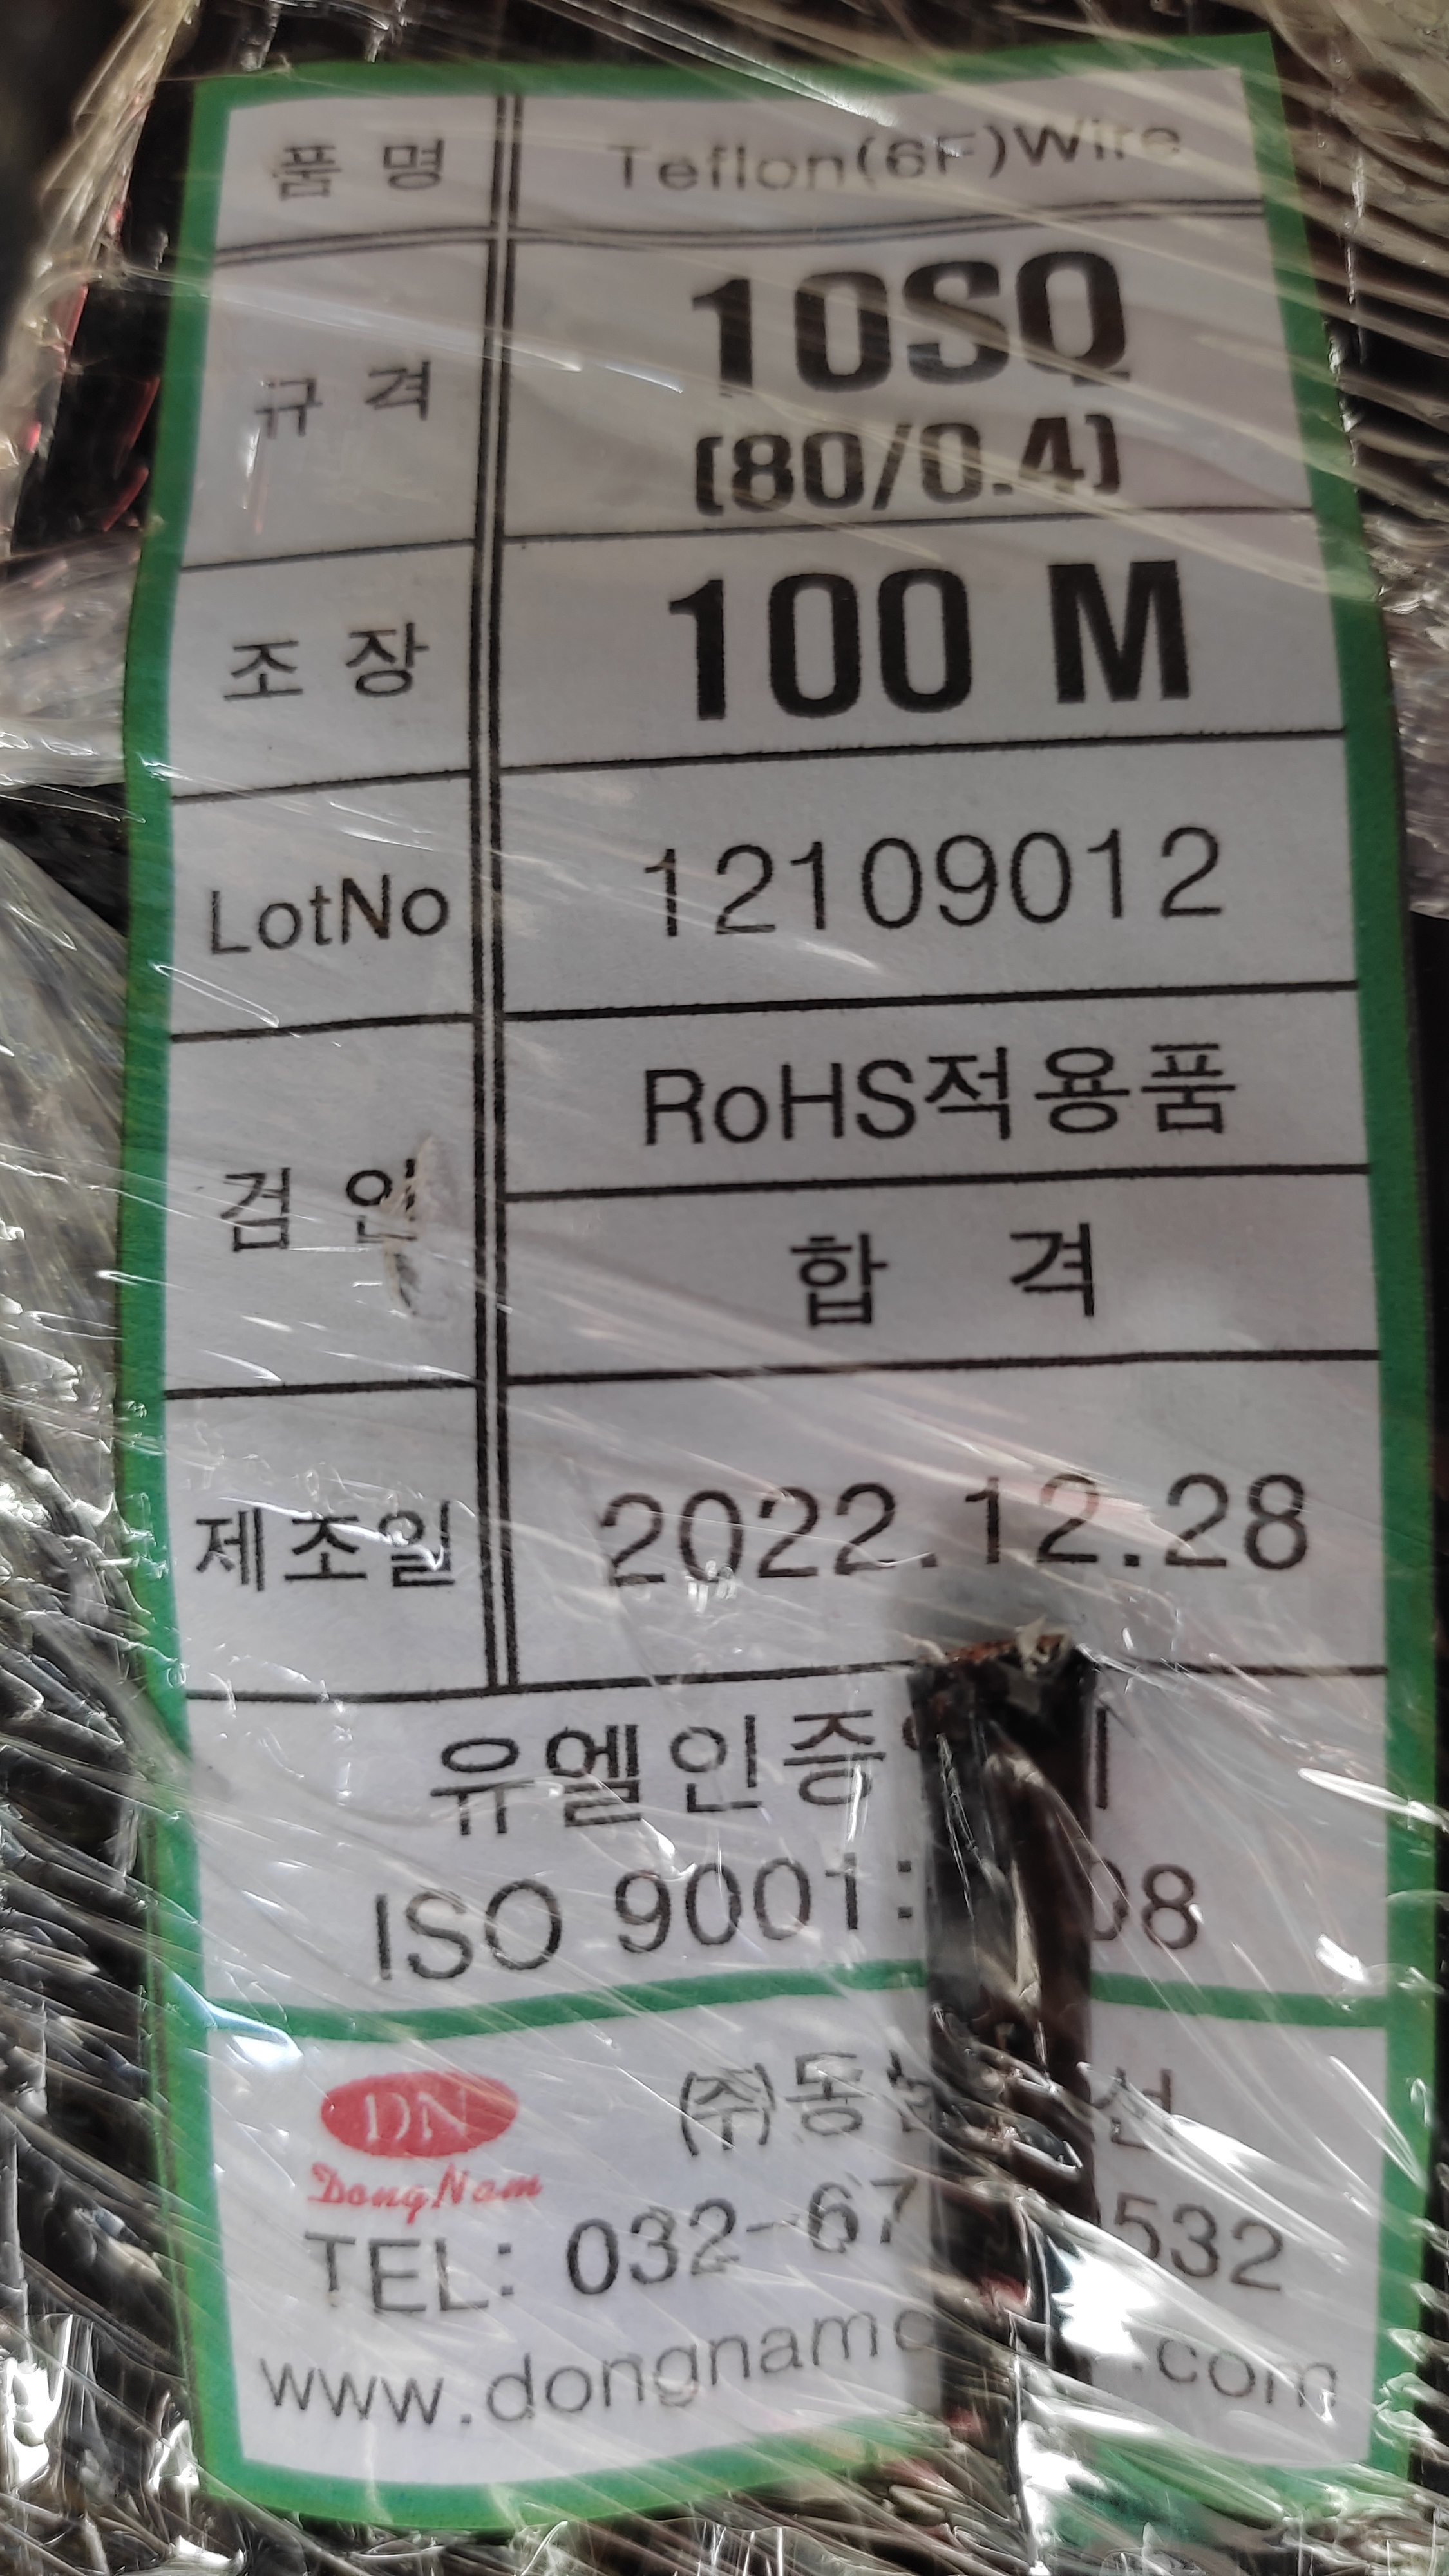 품 명 Teflon(6F)Wire
규 격 10SQ
(80/0.4)
조 장 100 M
LotNo 12109012
검 인 RoHS적용품
합 격
제조일 2022.12.28
유엘인증
ISO 9001: 08
DN
DongNam
(주)동 선
TEL: 032-67 532
www.dongnam .com